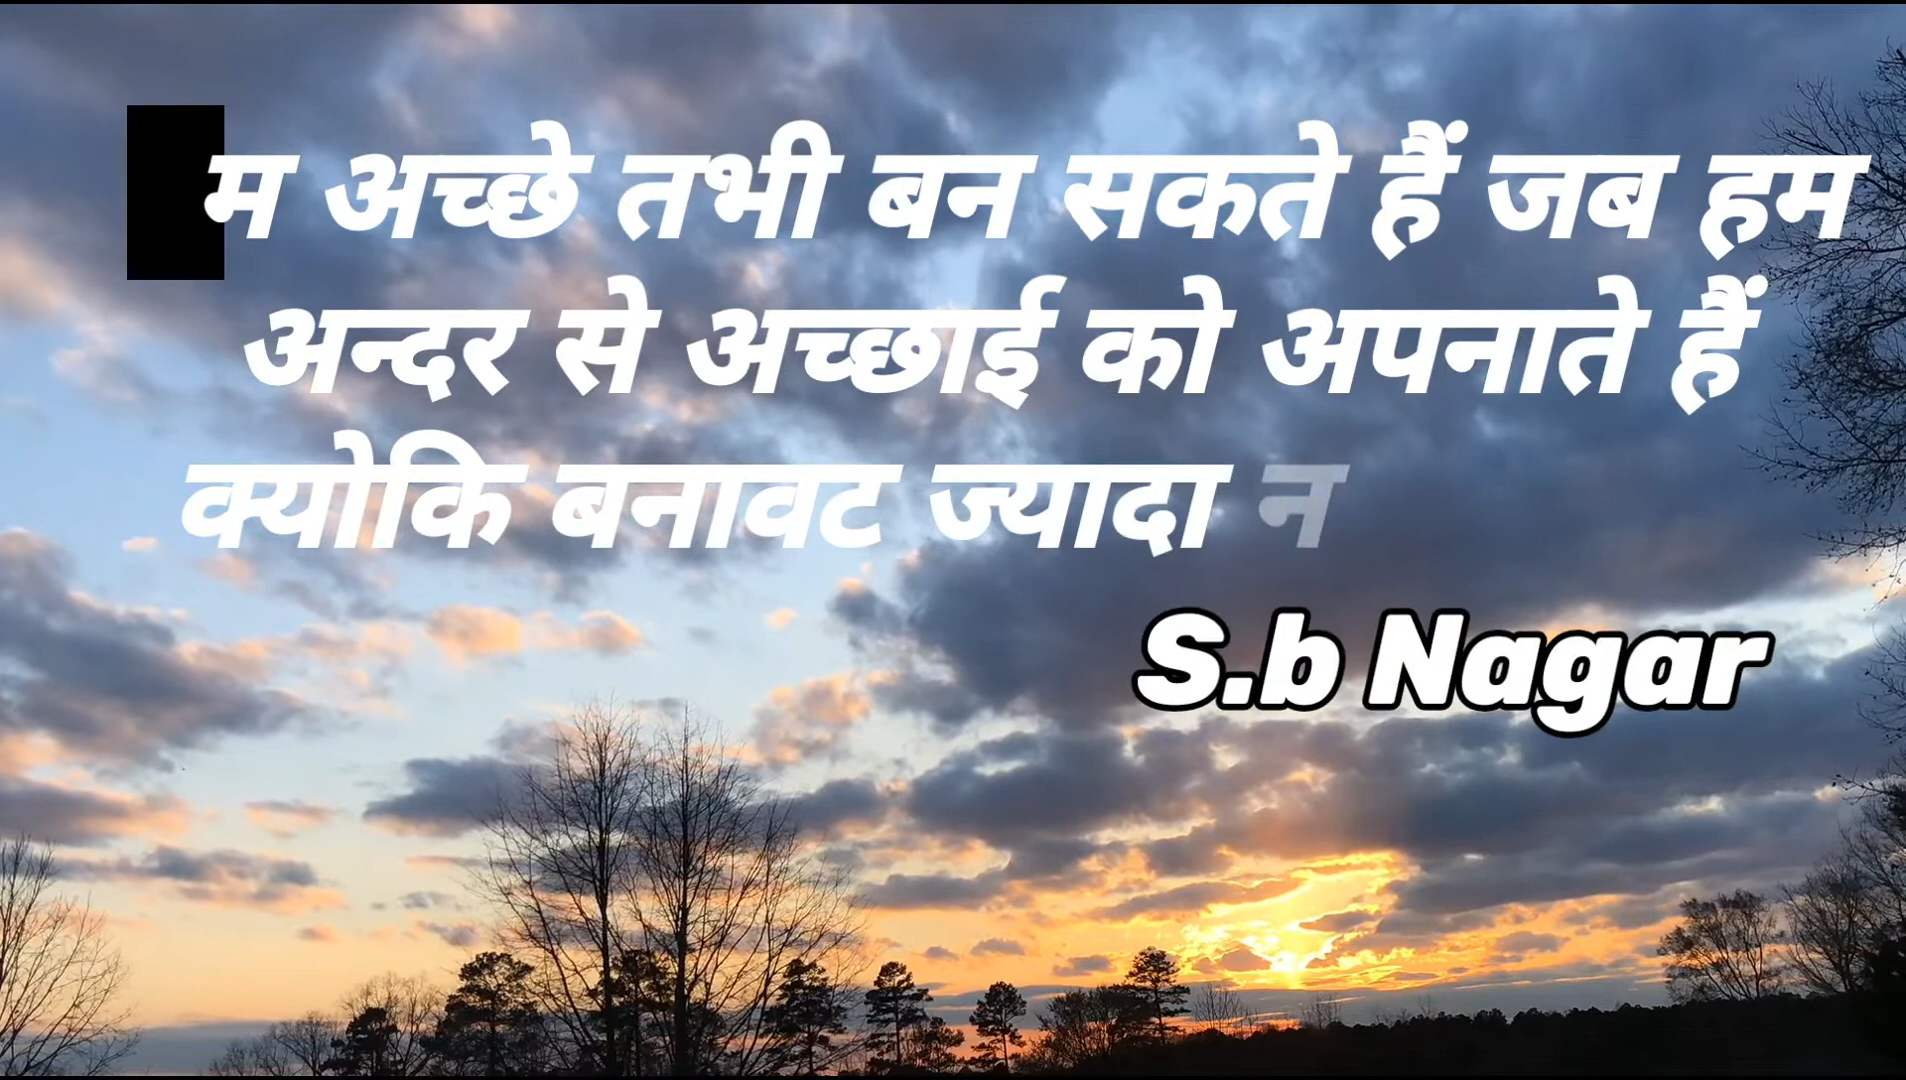 म अच्छे तभी बन सकते हैं जब हम
अन्दर से अच्छाई को अपनाते हैं
क्योकि बनावट ज्यादा न
S.b Nagar